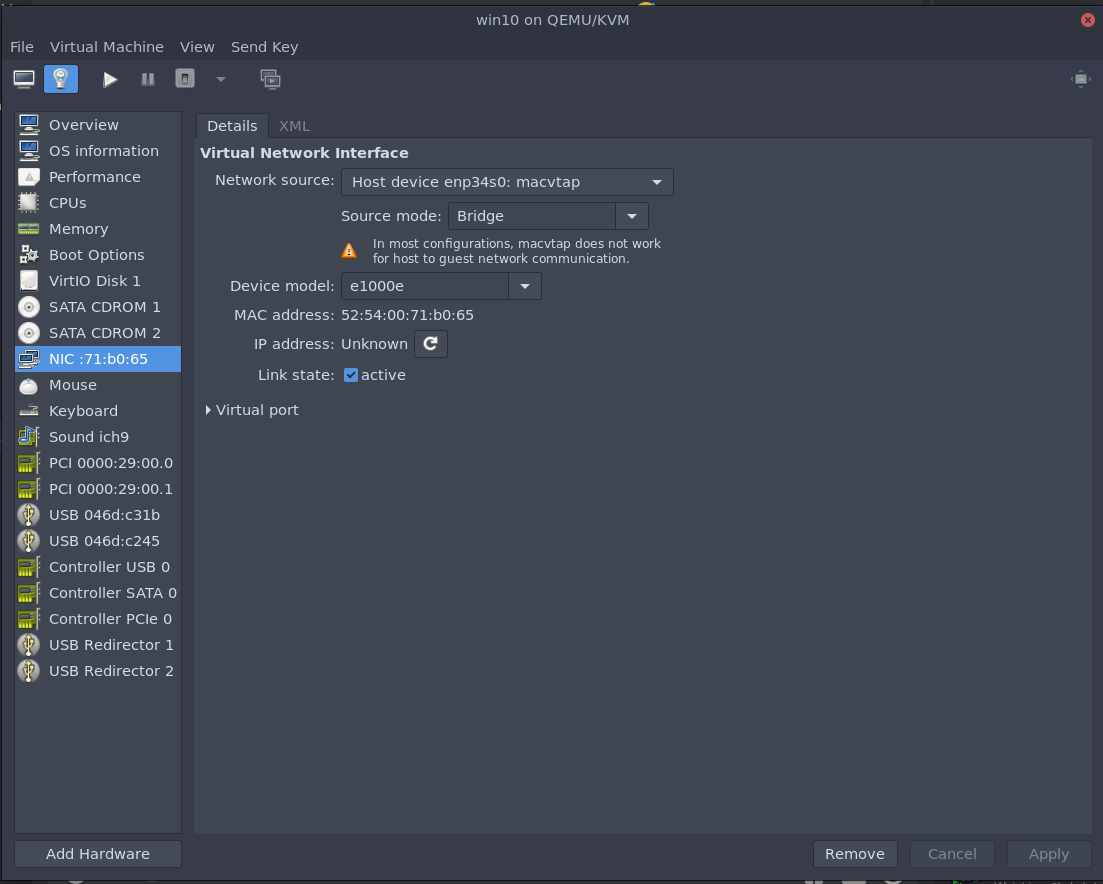 win10 on QEMU/KVM
File Virtual Machine View Send Key
Overview
OS information
Performance
CPUs
Memory
Boot Options
VirtIO Disk 1
SATA CDROM 1
SATA CDROM 2
NIC :71:b0:65
Mouse
Keyboard
Sound ich9
PCI 0000:29:00.0
PCI 0000:29:00.1
USB 046d:c31b
USB 046d:c245
Controller USB 0
Controller SATA 0
Controller PCIe 0
USB Redirector 1
USB Redirector 2
Details XML
Virtual Network Interface
Network source: Host device enp34s0: macvtap
Source mode: Bridge
In most configurations, macvtap does not work
for host to guest network communication.
Device model: e1000e
MAC address: 52:54:00:71:b0:65
IP address: Unknown
Link state: active
Virtual port
Add Hardware
Remove Cancel Apply